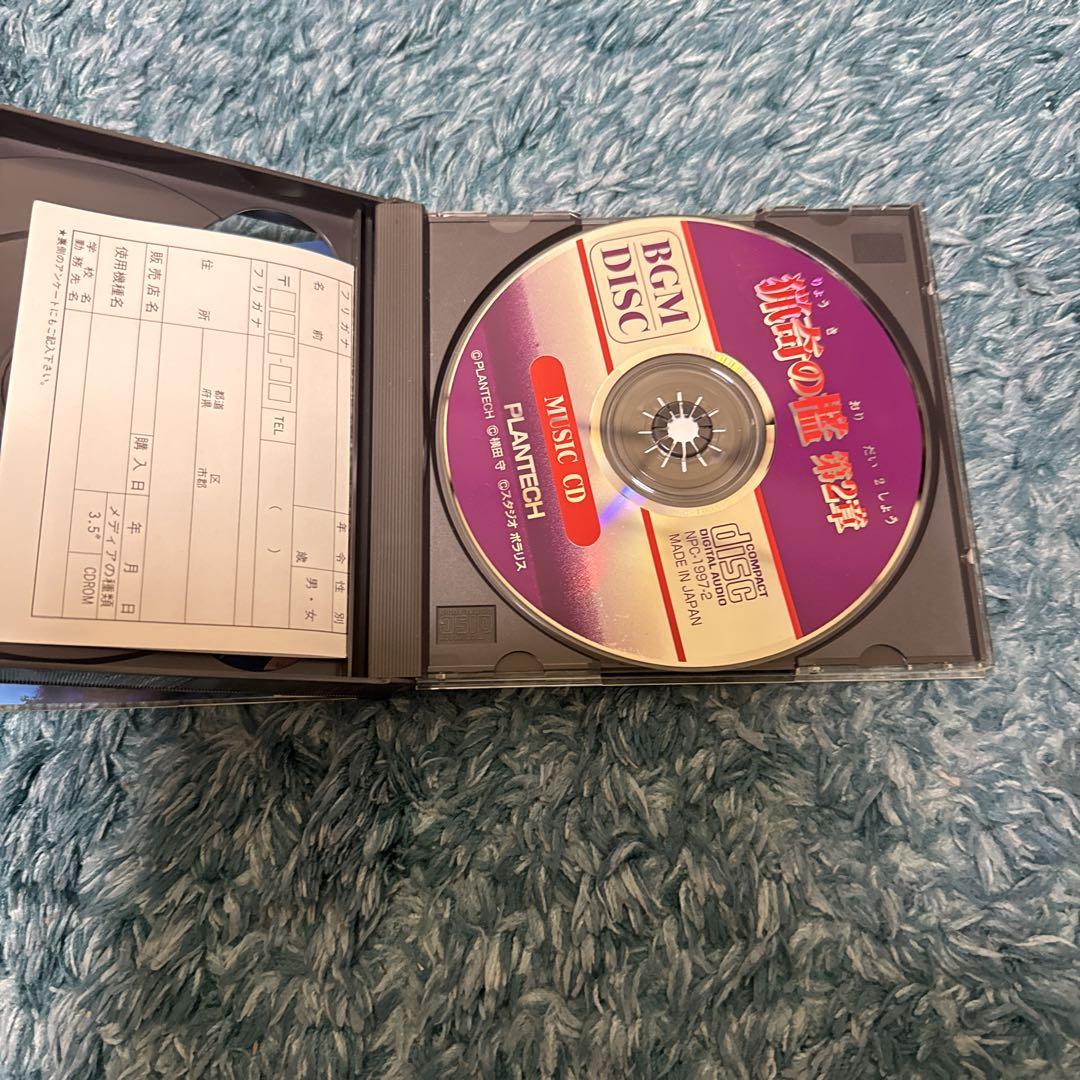 りょうき
猟奇の檻 第2章
おり
だい2しょう
BGM
DISC
MUSIC CD
PLANTECH
©PLANTECH ©横田 守 ©スタジオ ポラリス
COMPACT
disc
DIGITAL AUDIO
NPC-1997-2
MADE IN JAPAN
フリガナ
名 前
年 令
歳
性 別
男・女
フリガナ
〒
TEL
( )
住 所
都道
府県
区
市郡
販売店名
購入日
年 月 日
使用機種名
メディアの種類
3.5" CDROM
学 校 名
勤務先名
★裏側のアンケートにもご記入下さい。